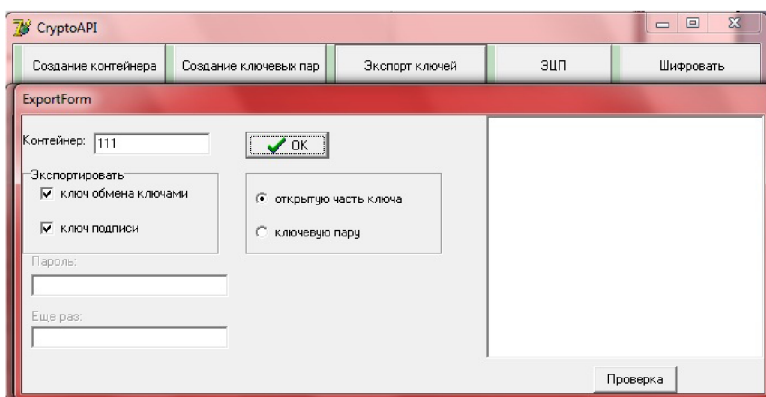 CryptoAPI
Создание контейнера Создание ключевых пар Экспорт ключей ЭЦП Шифровать
ExportForm
Контейнер: 111 OK
Экспортировать
ключ обмена ключами
открытую часть ключа
ключ подписи
ключевую пару
Пароль:
Еще раз:
Проверка